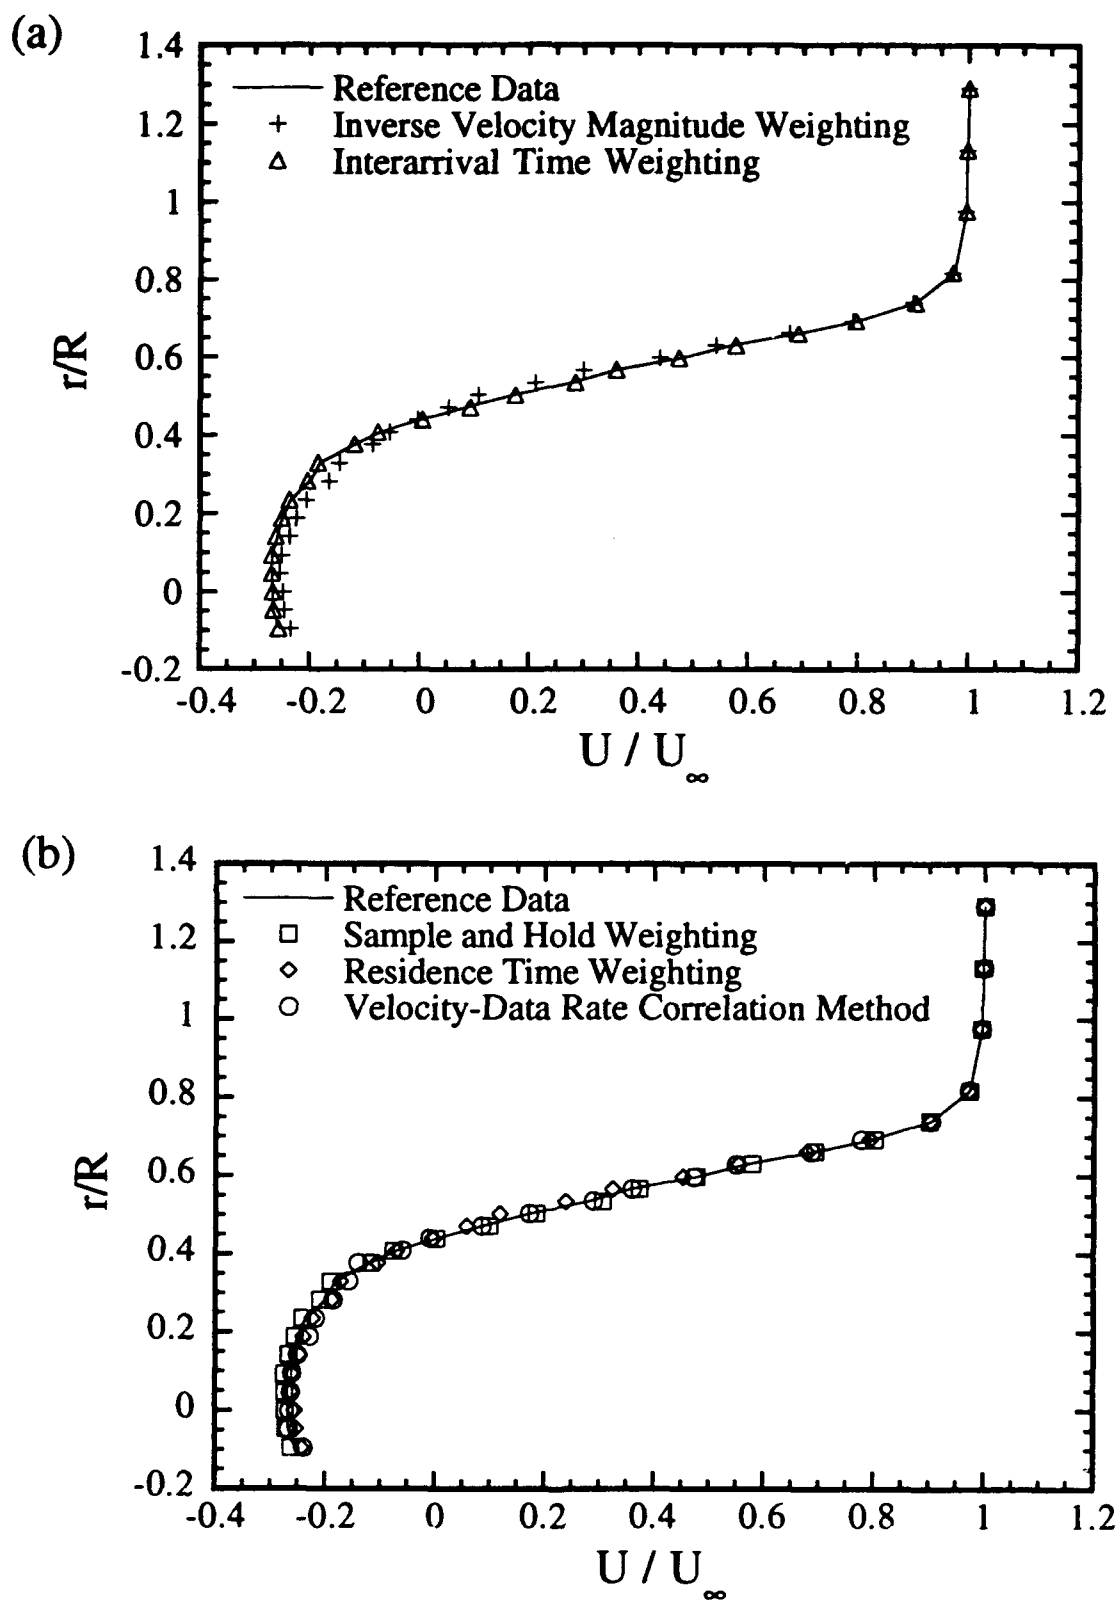 (a)
1.4
1.2
1
0.8
0.6
0.4
0.2
0
-0.2
r/R
Reference Data
Inverse Velocity Magnitude Weighting
Interarrival Time Weighting
-0.4 -0.2 0 0.2 0.4 0.6 0.8 1 1.2
U / U∞
(b)
1.4
1.2
1
0.8
0.6
0.4
0.2
0
-0.2
r/R
Reference Data
Sample and Hold Weighting
Residence Time Weighting
Velocity-Data Rate Correlation Method
-0.4 -0.2 0 0.2 0.4 0.6 0.8 1 1.2
U / U∞